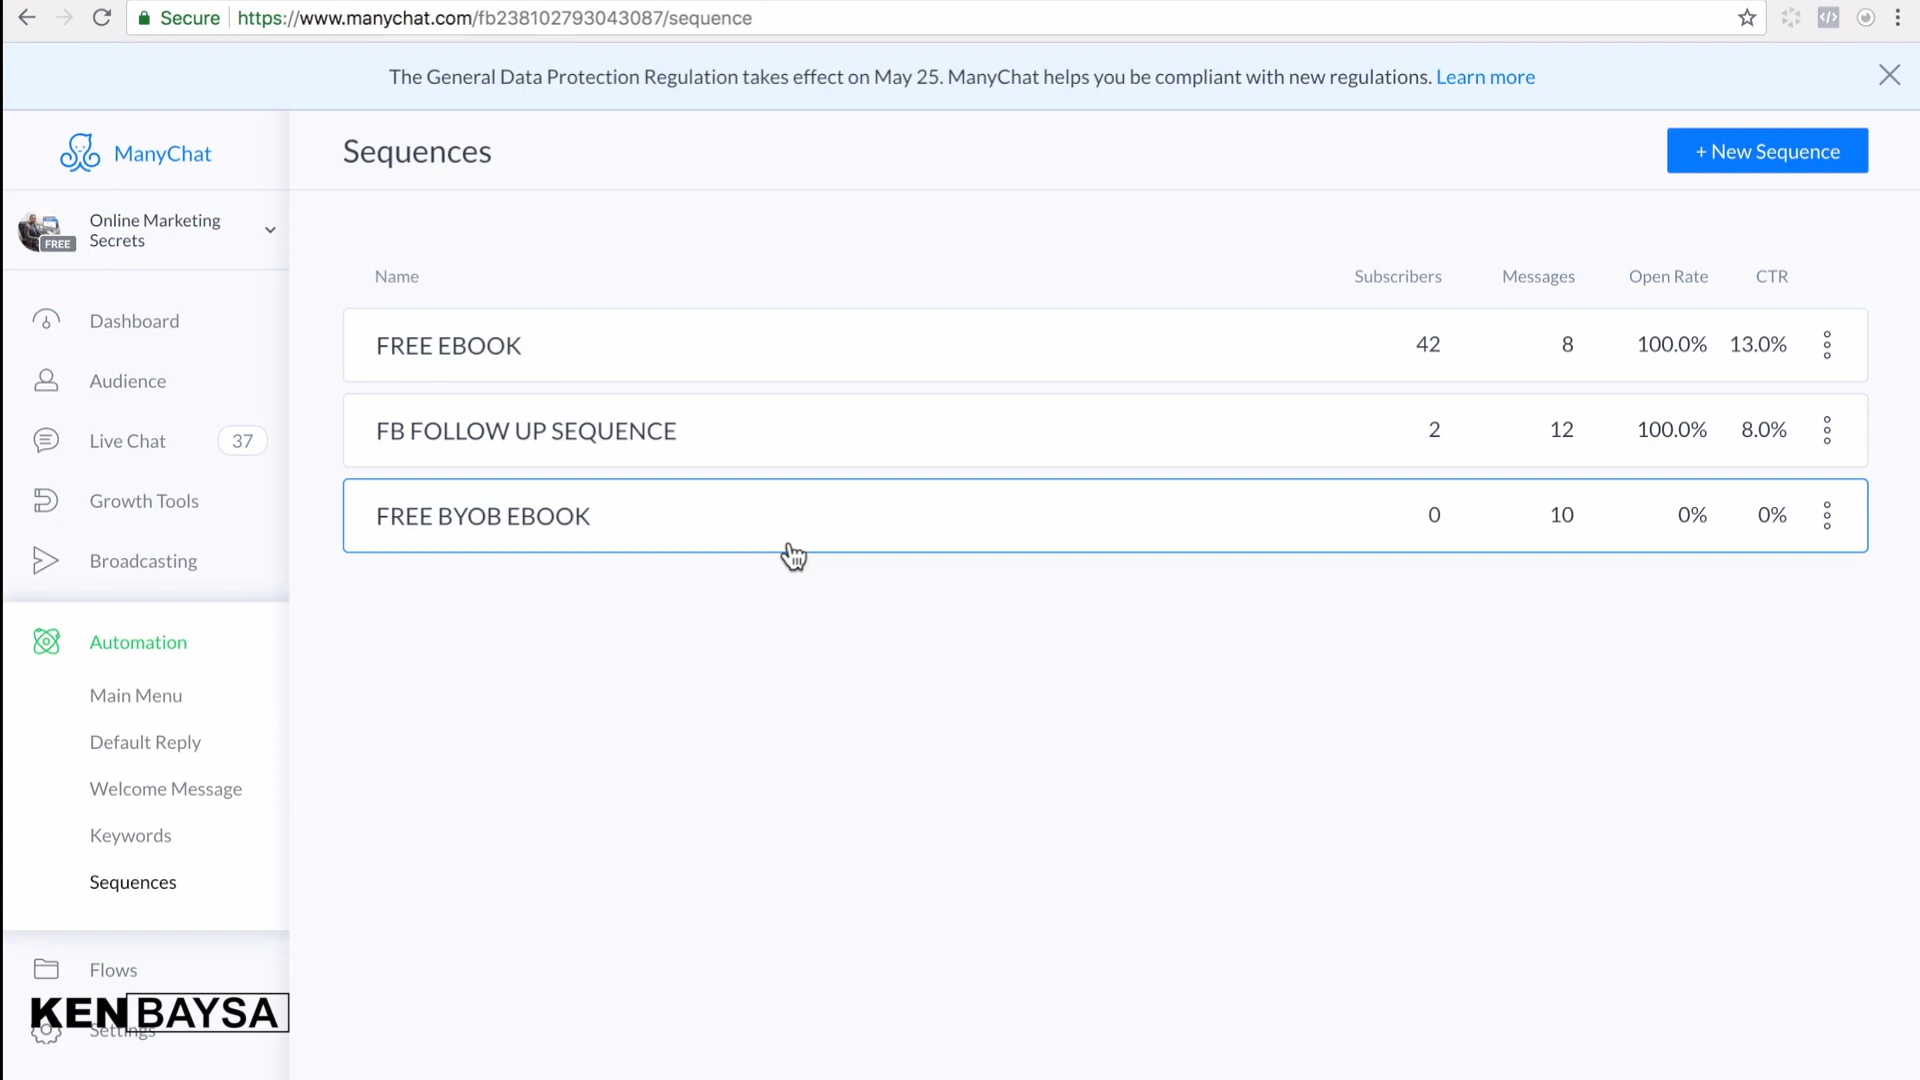 Secure
https://www.manychat.com/fb238102793043087/sequence
The General Data Protection Regulation takes effect on May 25. ManyChat helps you be compliant with new regulations. Learn more
ManyChat
Sequences
+ New Sequence
FREE
Online Marketing
Secrets
Name Subscribers Messages Open Rate CTR
Dashboard
FREE EBOOK 42 8 100.0% 13.0%
Audience
FB FOLLOW UP SEQUENCE 2 12 100.0% 8.0%
Live Chat 37
Growth Tools
FREE BYOB EBOOK 0 10 0% 0%
Broadcasting
Automation
Main Menu
Default Reply
Welcome Message
Keywords
Sequences
Flows
KENBAYSA
Settings